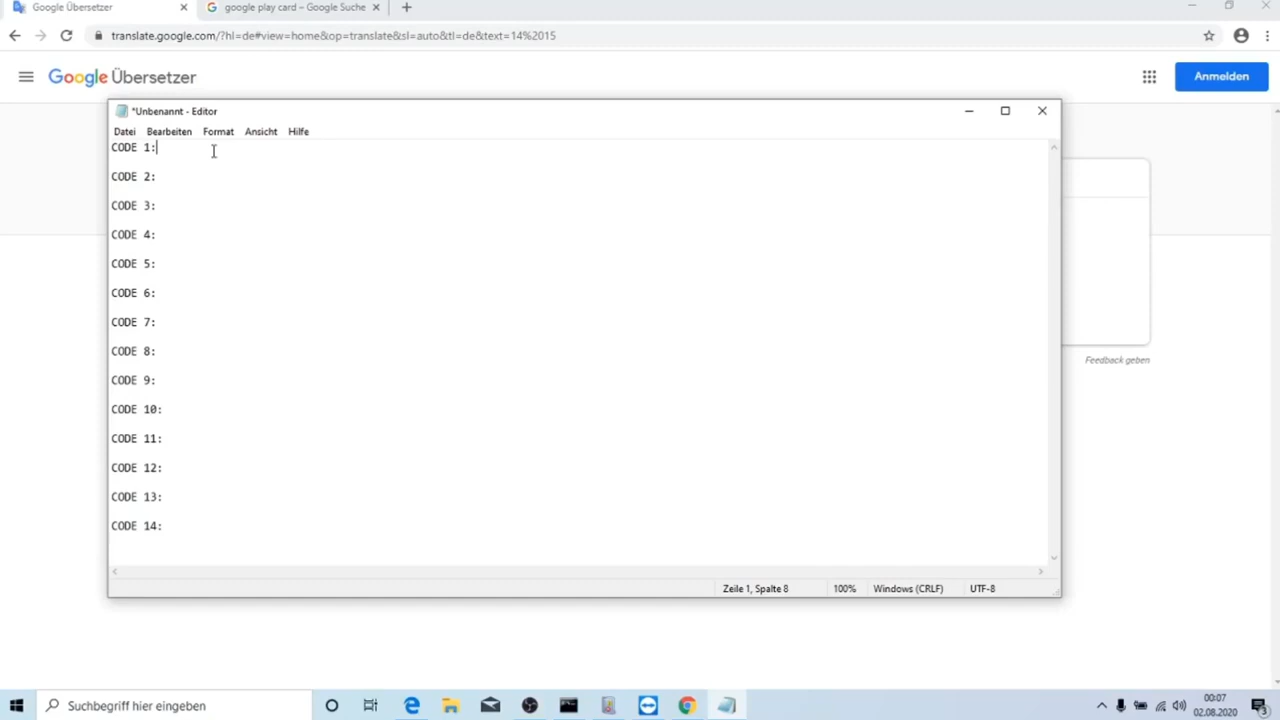 Google Übersetzer
google play card – Google Suche
translate.google.com/?hl=de#view=home&op=translate&sl=auto&tl=de&text=14%2015
Google Übersetzer
Anmelden
*Unbenannt - Editor
Datei Bearbeiten Format Ansicht Hilfe
CODE 1:
CODE 2:
CODE 3:
CODE 4:
CODE 5:
CODE 6:
CODE 7:
CODE 8:
CODE 9:
CODE 10:
CODE 11:
CODE 12:
CODE 13:
CODE 14:
Feedback geben
Zeile 1, Spalte 8 100% Windows (CRLF) UTF-8
Suchbegriff hier eingeben
00:07
02.08.2020
3